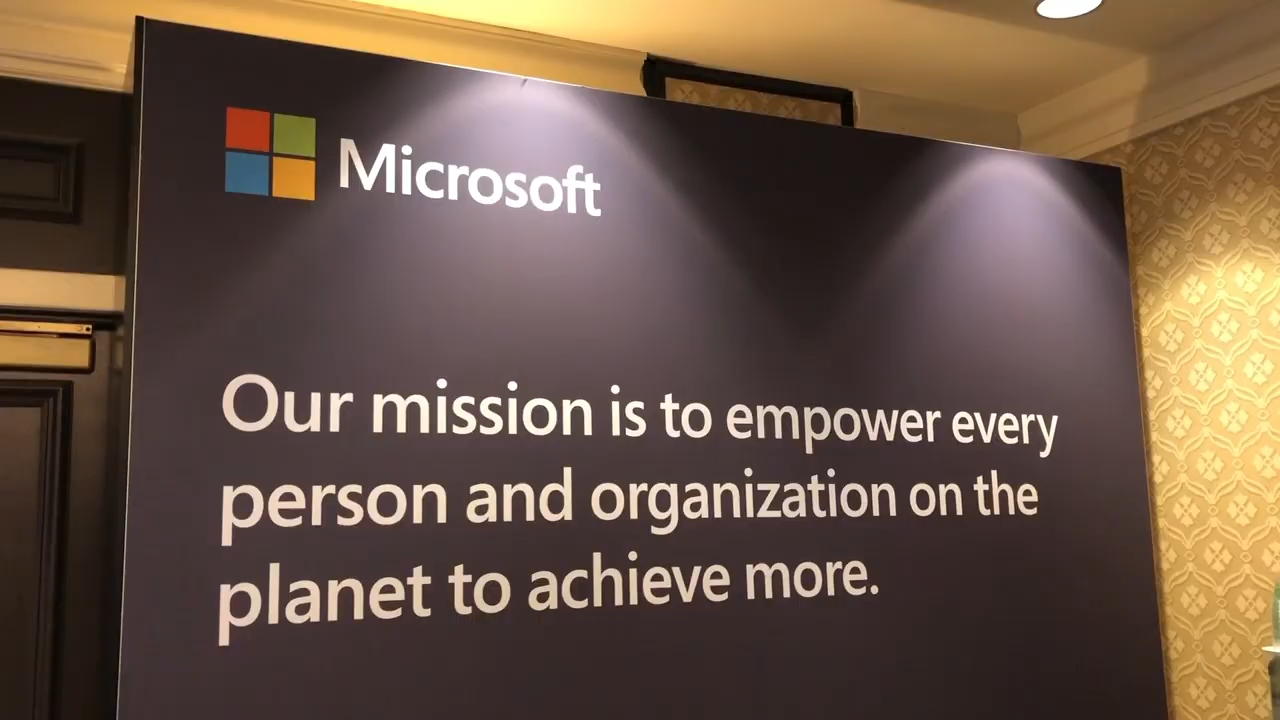 Microsoft
Our mission is to empower every
person and organization on the
planet to achieve more.